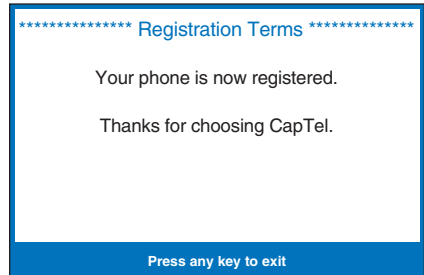 *************** Registration Terms **************
Your phone is now registered.
Thanks for choosing CapTel.
Press any key to exit